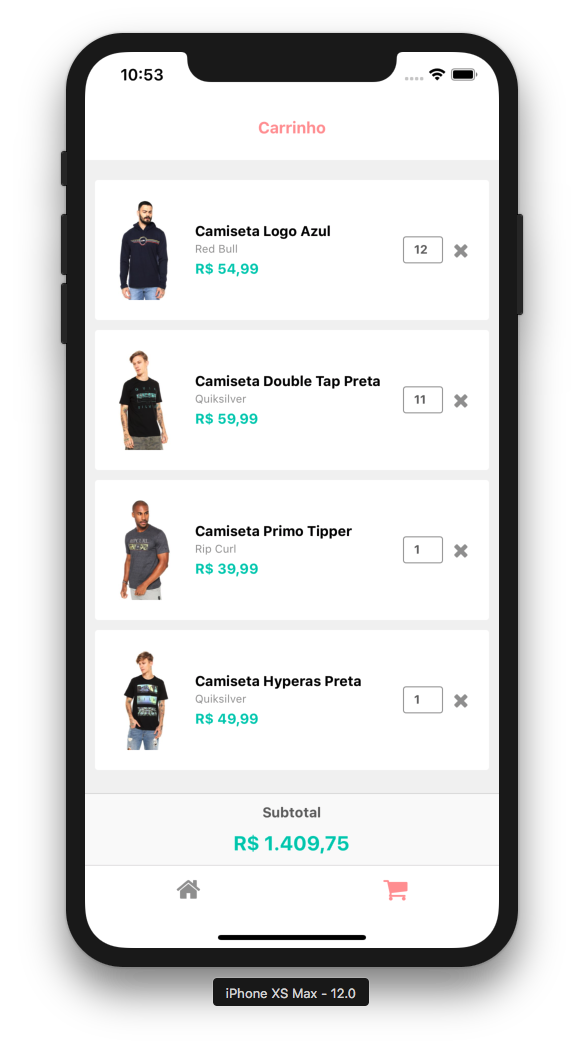 10:53
Carrinho
Camiseta Logo Azul
Red Bull
R$ 54,99
12
Camiseta Double Tap Preta
Quiksilver
R$ 59,99
11
Camiseta Primo Tipper
Rip Curl
R$ 39,99
1
Camiseta Hyperas Preta
Quiksilver
R$ 49,99
1
Subtotal
R$ 1.409,75
iPhone XS Max - 12.0